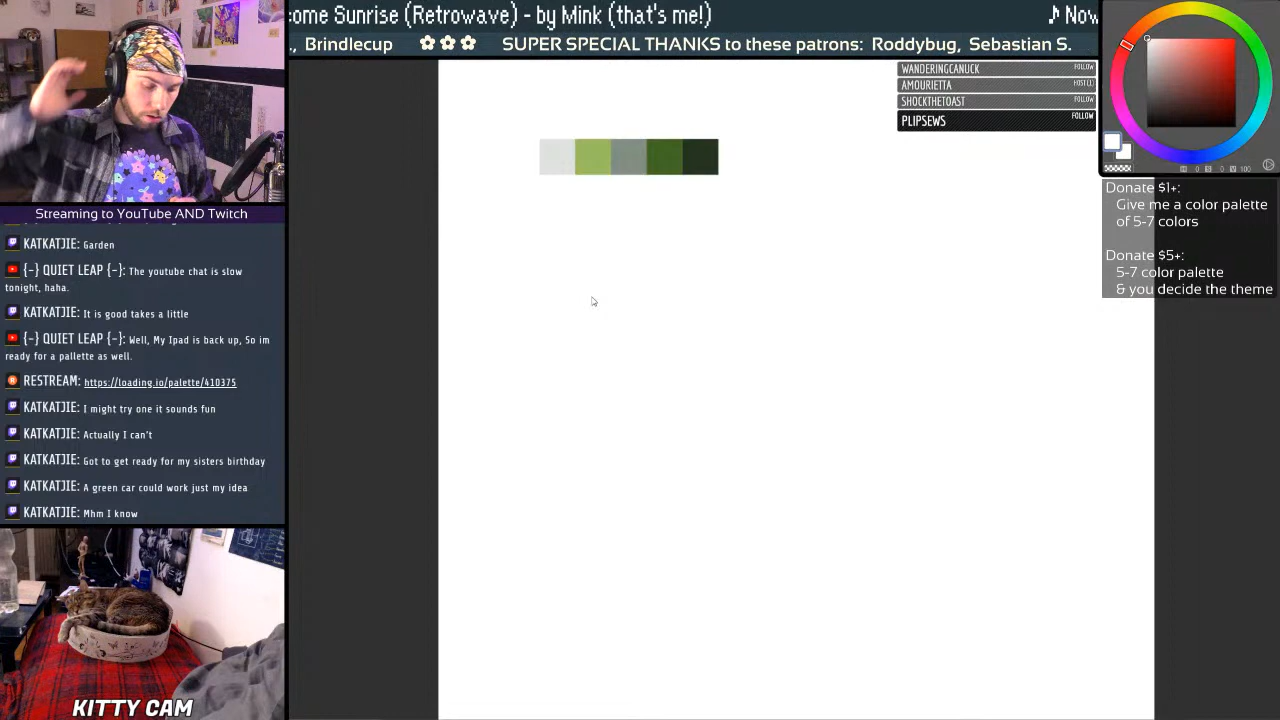 come Sunrise (Retrowave) - by Mink (that's me!)
♪ Now
, Brindlecup ✿ ✿ ✿ SUPER SPECIAL THANKS to these patrons: Roddybug, Sebastian S.
WANDERINGCANUCK FOLLOW
AMOURIETTA HOST
SHOCKTHETOAST FOLLOW
PLIPSEWS FOLLOW
Donate $1+:
Give me a color palette
of 5-7 colors
Donate $5+:
5-7 color palette
& you decide the theme
Streaming to YouTube AND Twitch
KATKATJIE: Garden
{-} QUIET LEAP {-}: The youtube chat is slow
tonight, haha.
KATKATJIE: It is good takes a little
{-} QUIET LEAP {-}: Well, My Ipad is back up, So im
ready for a pallette as well.
RESTREAM: https://loading.io/palette/410375
KATKATJIE: I might try one it sounds fun
KATKATJIE: Actually I can't
KATKATJIE: Got to get ready for my sisters birthday
KATKATJIE: A green car could work just my idea
KATKATJIE: Mhm I know
KITTY CAM